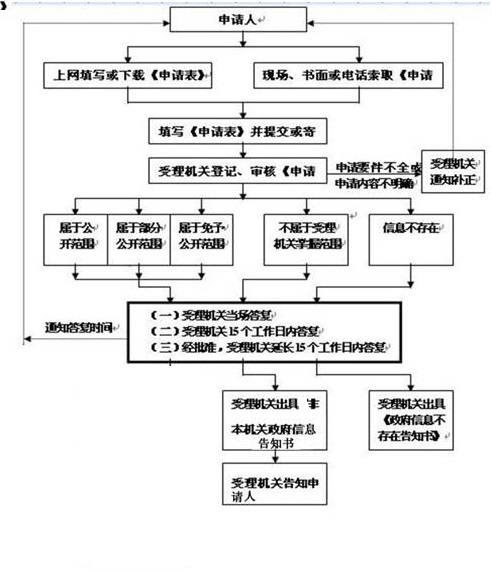 申请人
上网填写或下载《申请表》
现场、书面或电话索取《申请
填写《申请表》并提交或寄
受理机关登记、审核《申请
申请要件不全或
申请内容不明确
受理机关
通知补正
属于公
开范围
属于部分
公开范围
属于免予
公开范围
不属于受理
机关掌握范围
信息不存在
通知答复时间
（一）受理机关当场答复
（二）受理机关15个工作日内答复
（三）经批准，受理机关延长15个工作日内答复
受理机关出具“非
本机关政府信息
告知书
受理机关出具
《政府信息不
存在告知书》
受理机关告知申
请人